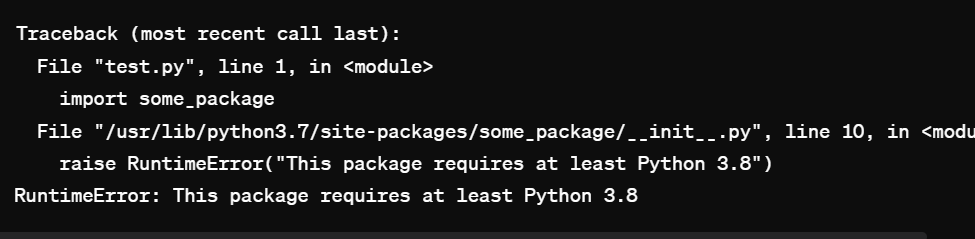 Traceback (most recent call last):
File "test.py", line 1, in <module>
import some_package
File "/usr/lib/python3.7/site-packages/some_package/__init__.py", line 10, in <modu
raise RuntimeError("This package requires at least Python 3.8")
RuntimeError: This package requires at least Python 3.8